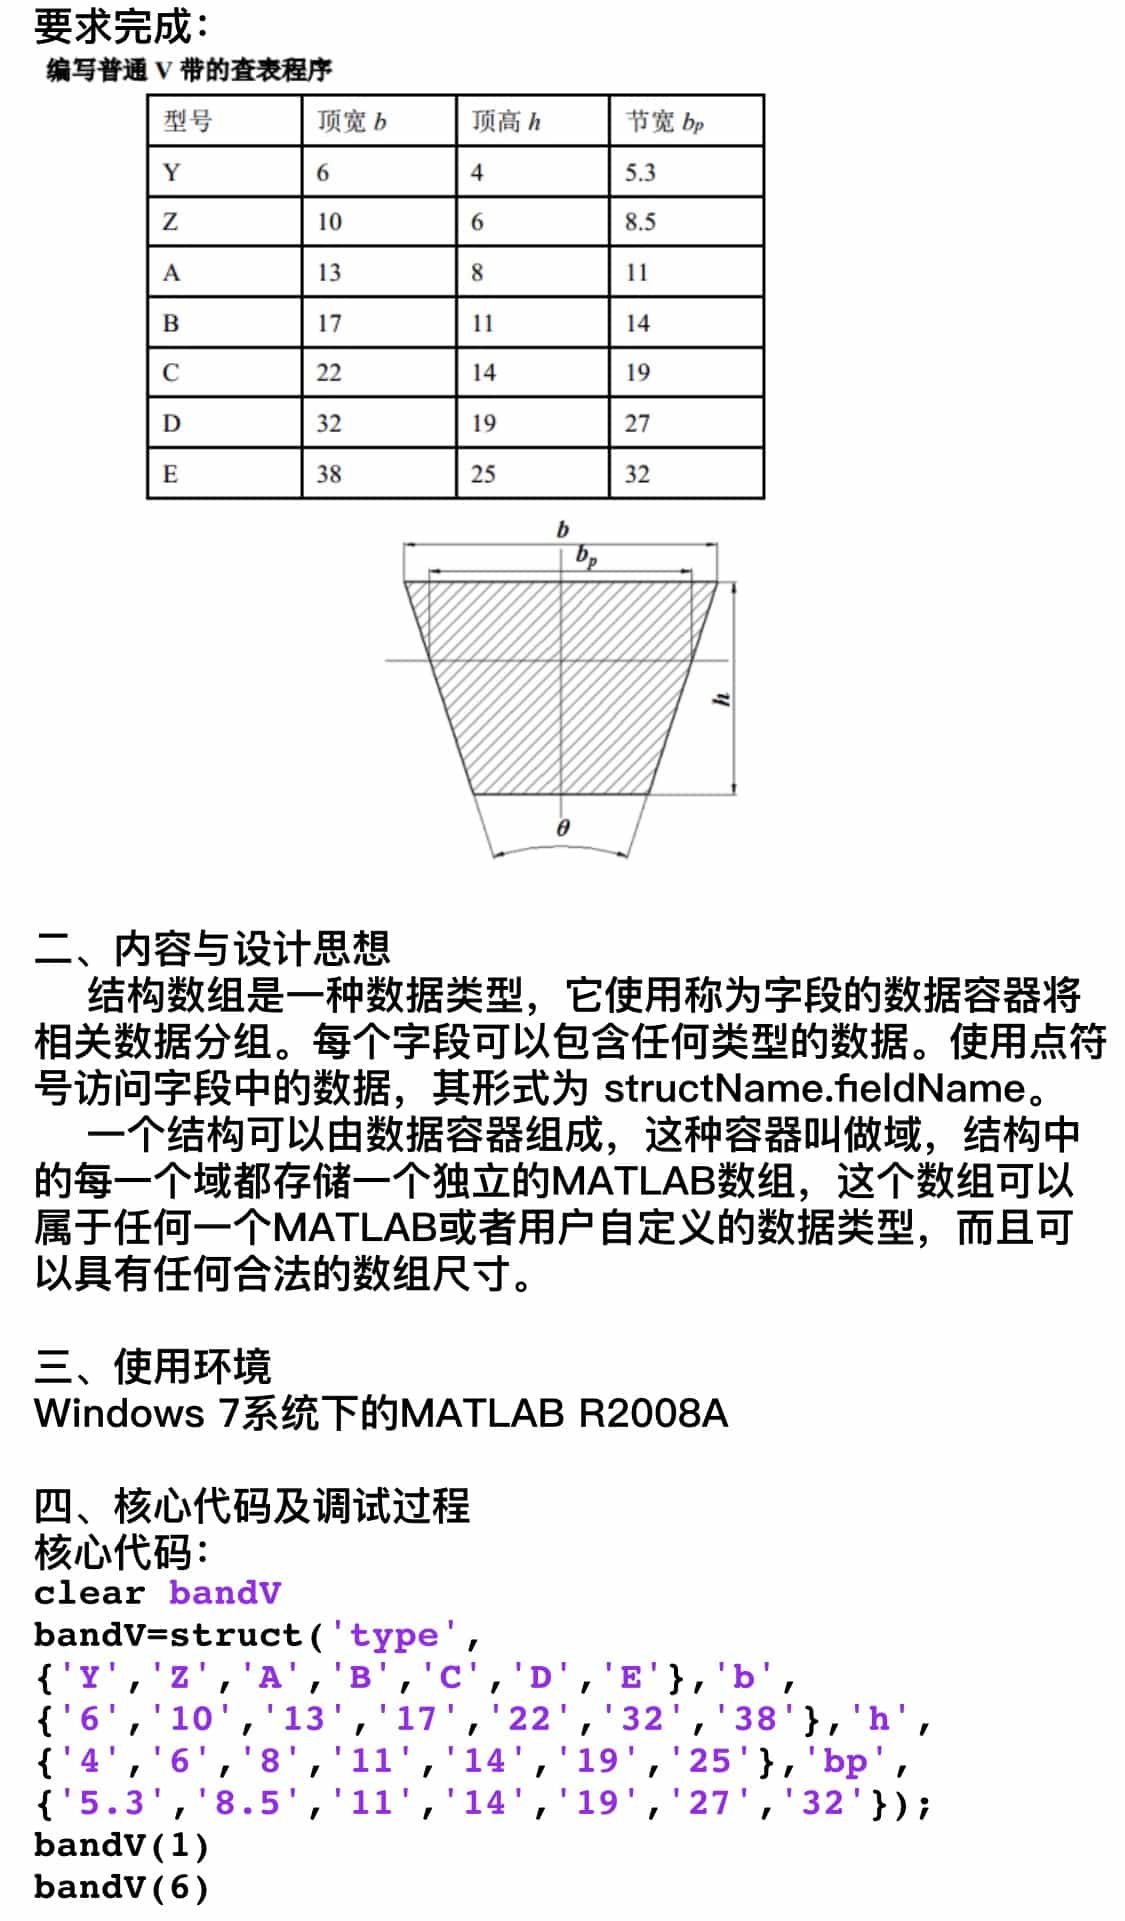 要求完成：
编写普通 V 带的查表程序
型号 顶宽 b 顶高 h 节宽 bp
Y 6 4 5.3
Z 10 6 8.5
A 13 8 11
B 17 11 14
C 22 14 19
D 32 19 27
E 38 25 32
b
bp
h
θ
二、内容与设计思想
结构数组是一种数据类型，它使用称为字段的数据容器将
相关数据分组。每个字段可以包含任何类型的数据。使用点符
号访问字段中的数据，其形式为 structName.fieldName。
一个结构可以由数据容器组成，这种容器叫做域，结构中
的每一个域都存储一个独立的MATLAB数组，这个数组可以
属于任何一个MATLAB或者用户自定义的数据类型，而且可
以具有任何合法的数组尺寸。
三、使用环境
Windows 7系统下的MATLAB R2008A
四、核心代码及调试过程
核心代码：
clear bandV
bandV=struct('type',
{'Y','Z','A','B','C','D','E'},'b',
{'6','10','13','17','22','32','38'},'h',
{'4','6','8','11','14','19','25'},'bp',
{'5.3','8.5','11','14','19','27','32'});
bandV(1)
bandV(6)